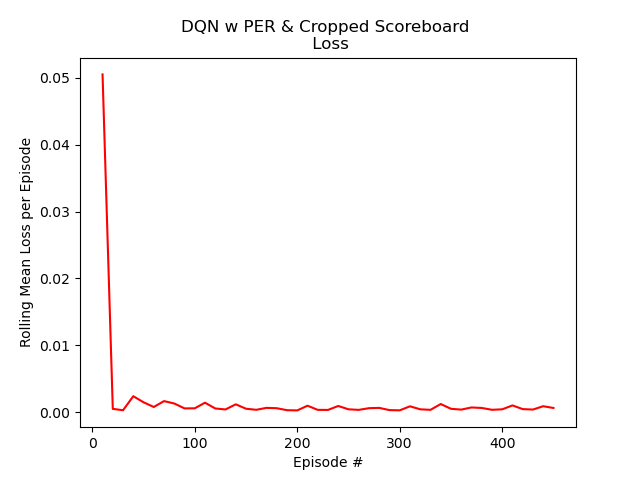 DQN w PER & Cropped Scoreboard
Loss
Rolling Mean Loss per Episode
0.05
0.04
0.03
0.02
0.01
0.00
0
100
200
300
400
Episode #